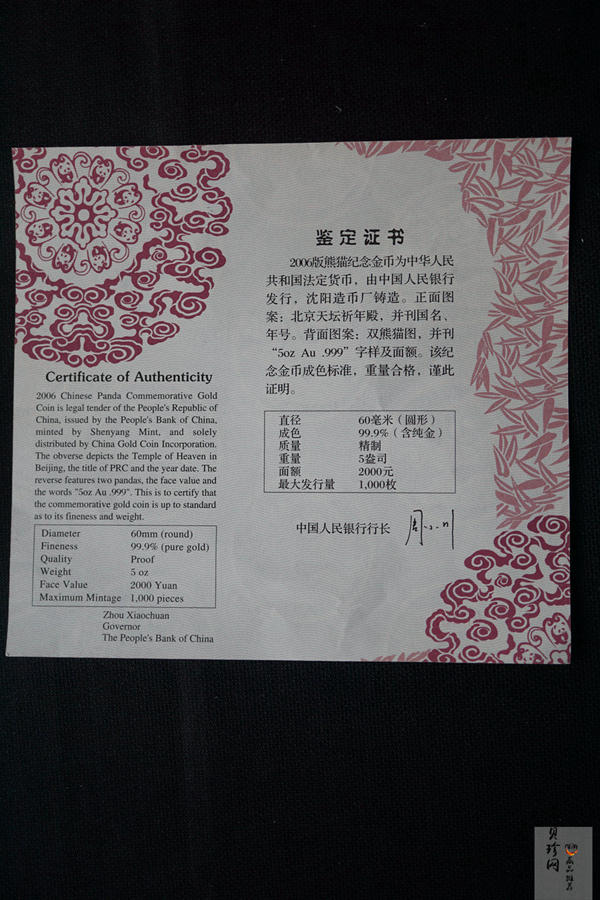 Certificate of Authenticity
2006 Chinese Panda Commemorative Gold
Coin is legal tender of the People's Republic of
China, issued by the People's Bank of China,
minted by Shenyang Mint, and solely
distributed by China Gold Coin Incorporation.
The obverse depicts the Temple of Heaven in
Beijing, the title of PRC and the year date. The
reverse features two pandas, the face value and
the words "5oz Au .999". This is to certify that
the commemorative gold coin is up to standard
as to its fineness and weight.
Diameter 60mm (round)
Fineness 99.9% (pure gold)
Quality Proof
Weight 5 oz
Face Value 2000 Yuan
Maximum Mintage 1,000 pieces
Zhou Xiaochuan
Governor
The People's Bank of China
鉴定证书
2006版熊猫纪念金币为中华人民
共和国法定货币，由中国人民银行
发行，沈阳造币厂铸造。正面图
案：北京天坛祈年殿，并刊国名、
年号。背面图案：双熊猫图，并刊
“5oz Au .999”字样及面额。该纪
念金币成色标准，重量合格，谨此
证明。
直径 60毫米（圆形）
成色 99.9%（含纯金）
质量 精制
重量 5盎司
面额 2000元
最大发行量 1,000枚
中国人民银行行长 周小川
贝珍网